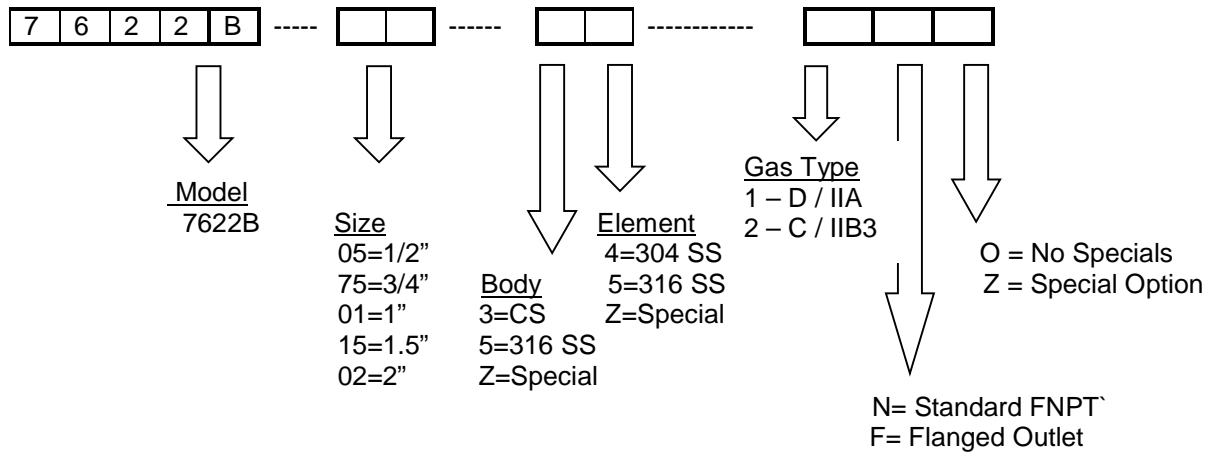 7 6 2 2 B ----- ------ ------------
Model
7622B
Size
05=1/2”
75=3/4”
01=1”
15=1.5”
02=2”
Body
3=CS
5=316 SS
Z=Special
Element
4=304 SS
5=316 SS
Z=Special
Gas Type
1 – D / IIA
2 – C / IIB3
O = No Specials
Z = Special Option
N= Standard FNPT`
F= Flanged Outlet